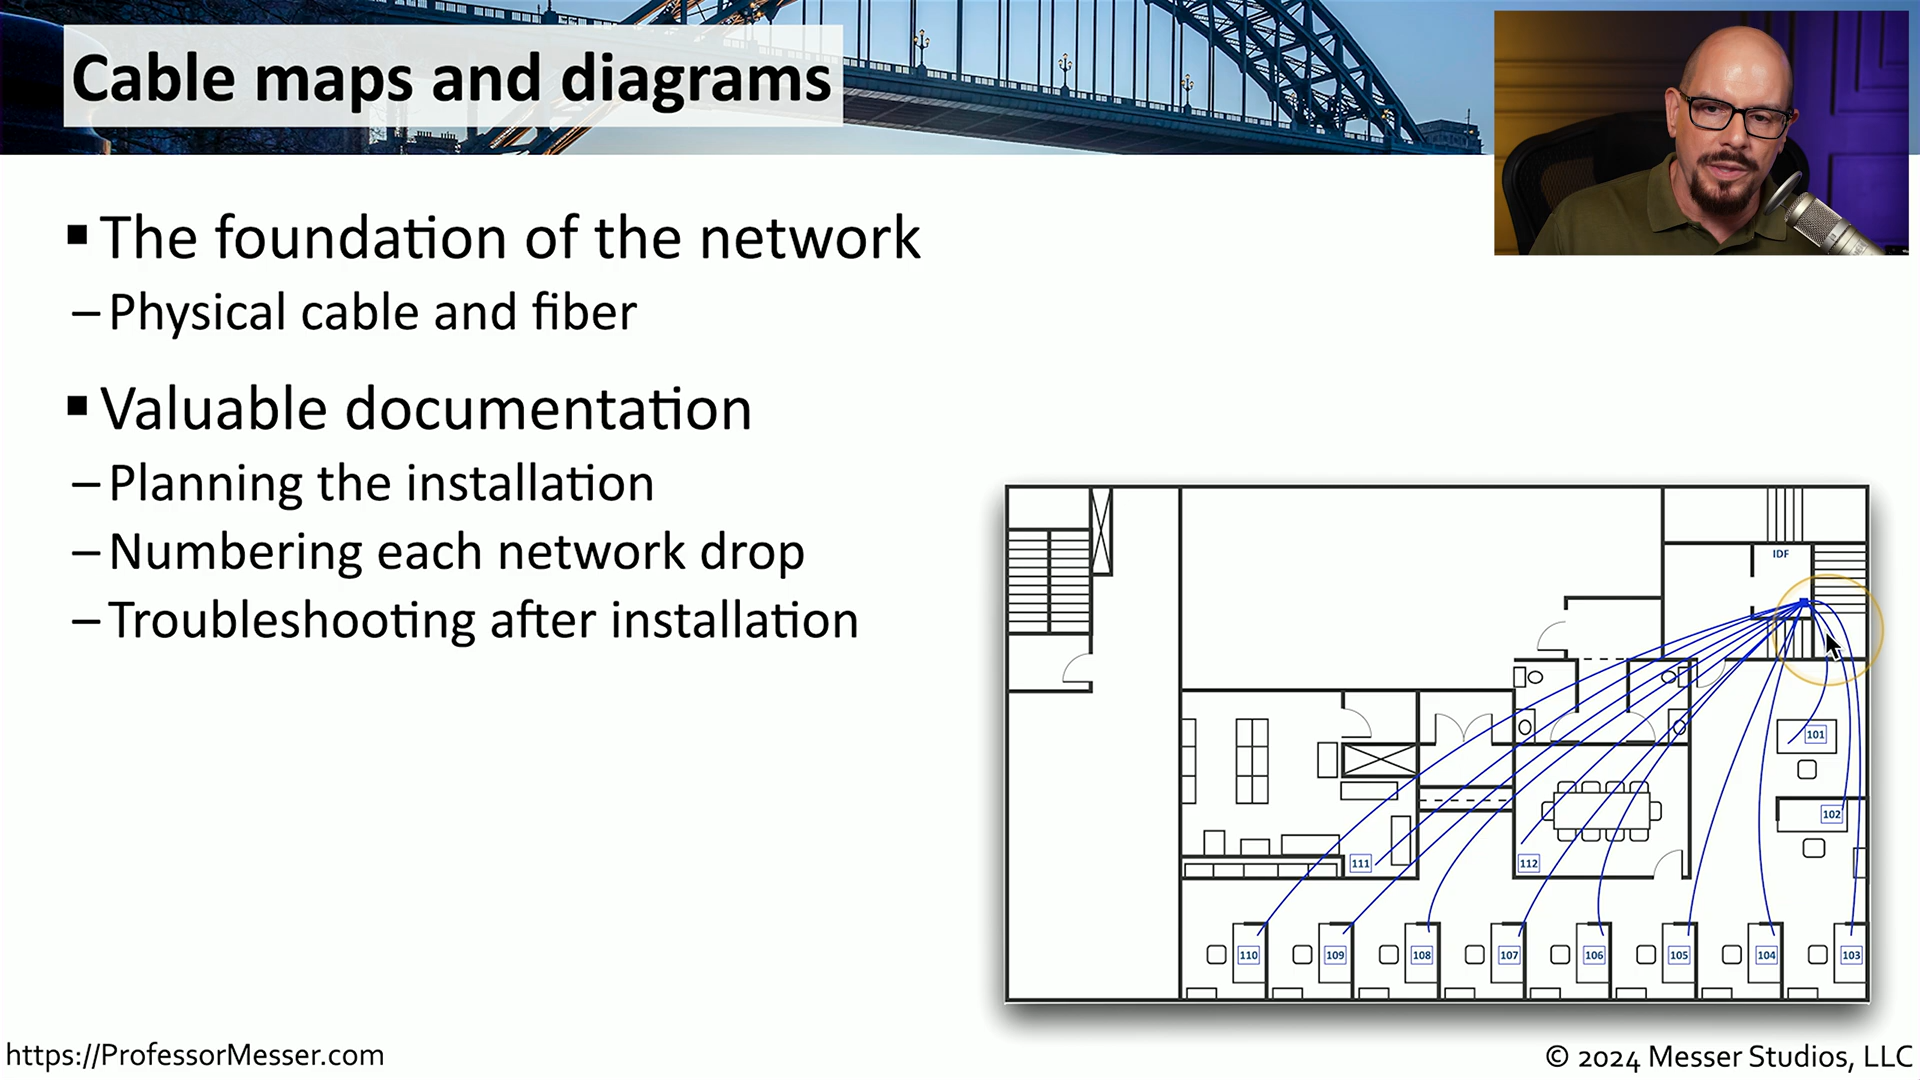 Cable maps and diagrams
▪ The foundation of the network
– Physical cable and fiber
▪ Valuable documentation
– Planning the installation
– Numbering each network drop
– Troubleshooting after installation
IDF
101
102
111
112
110 109 108 107 106 105 104 103
https://ProfessorMesser.com
© 2024 Messer Studios, LLC